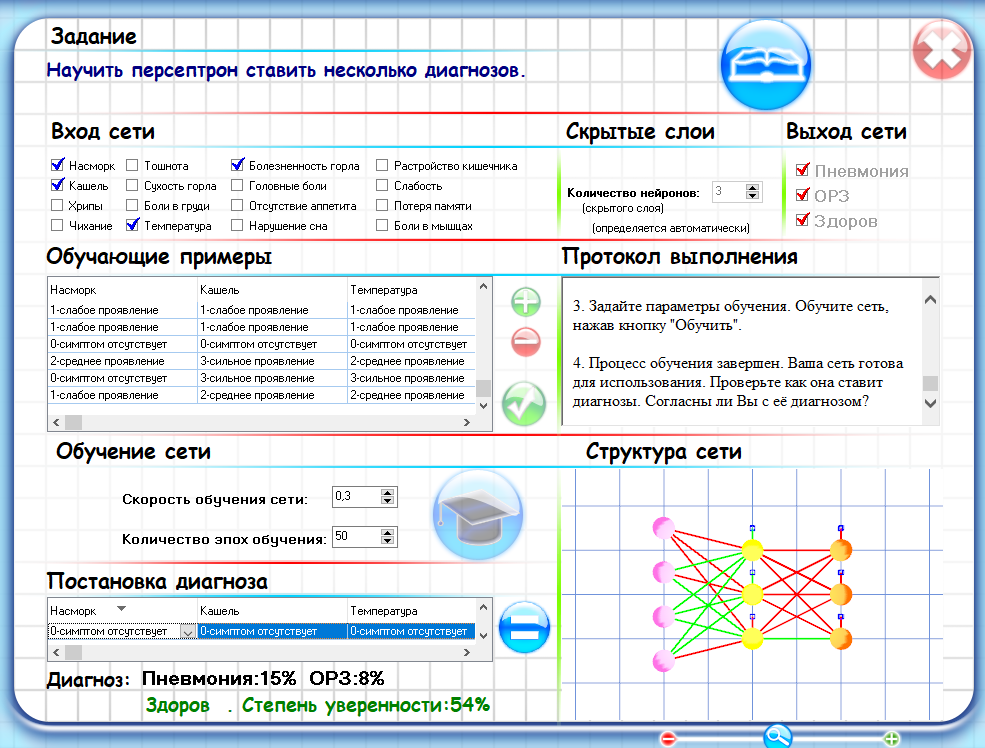 Задание
Научить персептрон ставить несколько диагнозов.
Вход сети
Скрытые слои
Выход сети
Насморк Тошнота Болезненность горла Растройство кишечника
Кашель Сухость горла Головные боли Слабость
Хрипы Боли в груди Отсутствие аппетита Потеря памяти
Чихание Температура Нарушение сна Боли в мышцах
Количество нейронов: 3
(скрытого слоя)
(определяется автоматически)
Пневмония
ОРЗ
Здоров
Обучающие примеры
Насморк Кашель Температура
1-слабое проявление 1-слабое проявление 1-слабое проявление
1-слабое проявление 1-слабое проявление 1-слабое проявление
0-симптом отсутствует 0-симптом отсутствует 0-симптом отсутствует
2-среднее проявление 3-сильное проявление 2-среднее проявление
0-симптом отсутствует 3-сильное проявление 3-сильное проявление
1-слабое проявление 2-среднее проявление 2-среднее проявление
Протокол выполнения
3. Задайте параметры обучения. Обучите сеть,
нажав кнопку "Обучить".
4. Процесс обучения завершен. Ваша сеть готова
для использования. Проверьте как она ставит
диагнозы. Согласны ли Вы с её диагнозом?
Обучение сети
Скорость обучения сети: 0,3
Количество эпох обучения: 50
Структура сети
Постановка диагноза
Насморк Кашель Температура
0-симптом отсутствует 0-симптом отсутствует 0-симптом отсутствует
Диагноз: Пневмония:15% ОРЗ:8%
Здоров . Степень уверенности:54%